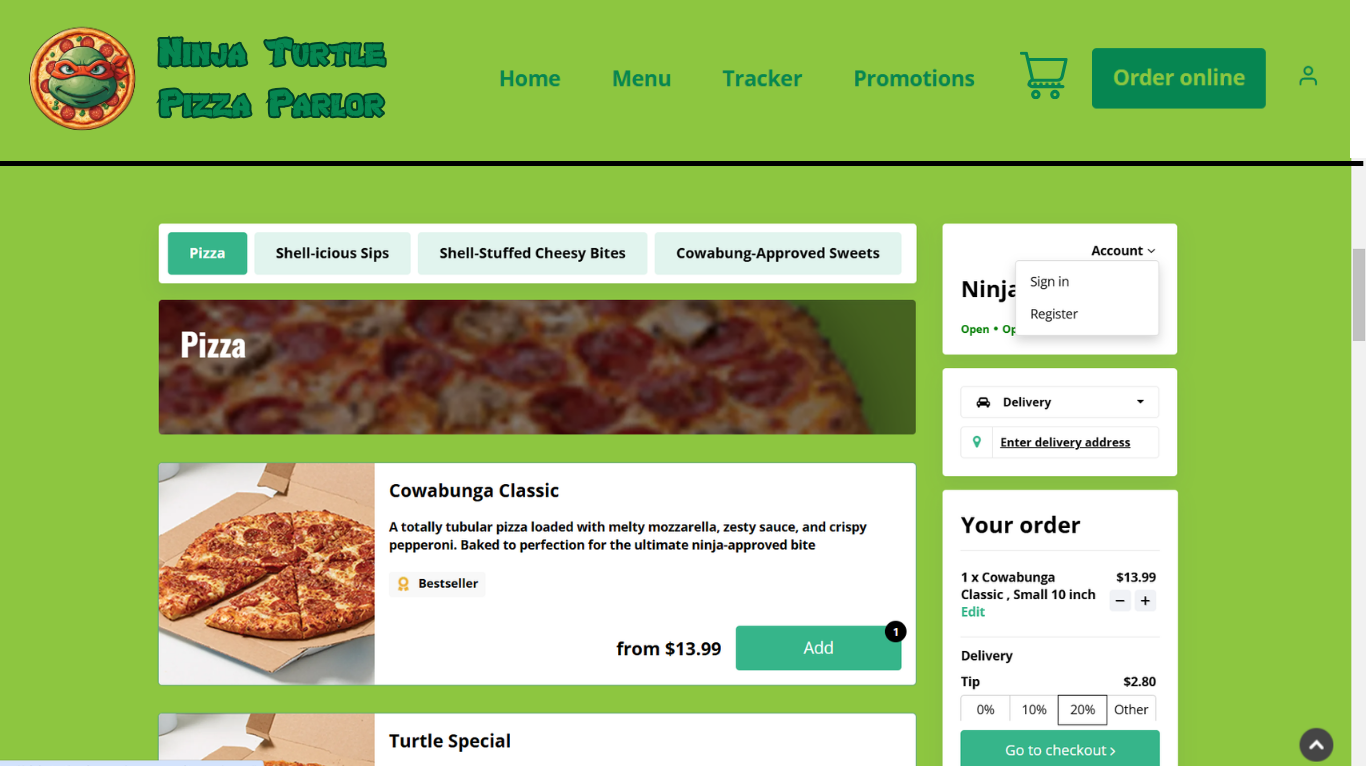 Ninja Turtle
Pizza Parlor
Home Menu Tracker Promotions Order online
Pizza Shell-icious Sips Shell-Stuffed Cheesy Bites Cowabung-Approved Sweets
Pizza
Cowabunga Classic
A totally tubular pizza loaded with melty mozzarella, zesty sauce, and crispy
pepperoni. Baked to perfection for the ultimate ninja-approved bite
Bestseller
from $13.99 Add 1
Turtle Special
Account
Sign in
Ninja
Register
Open •
Delivery
Enter delivery address
Your order
1 x Cowabunga $13.99
Classic , Small 10 inch − +
Edit
Delivery
Tip $2.80
0% 10% 20% Other
Go to checkout ›